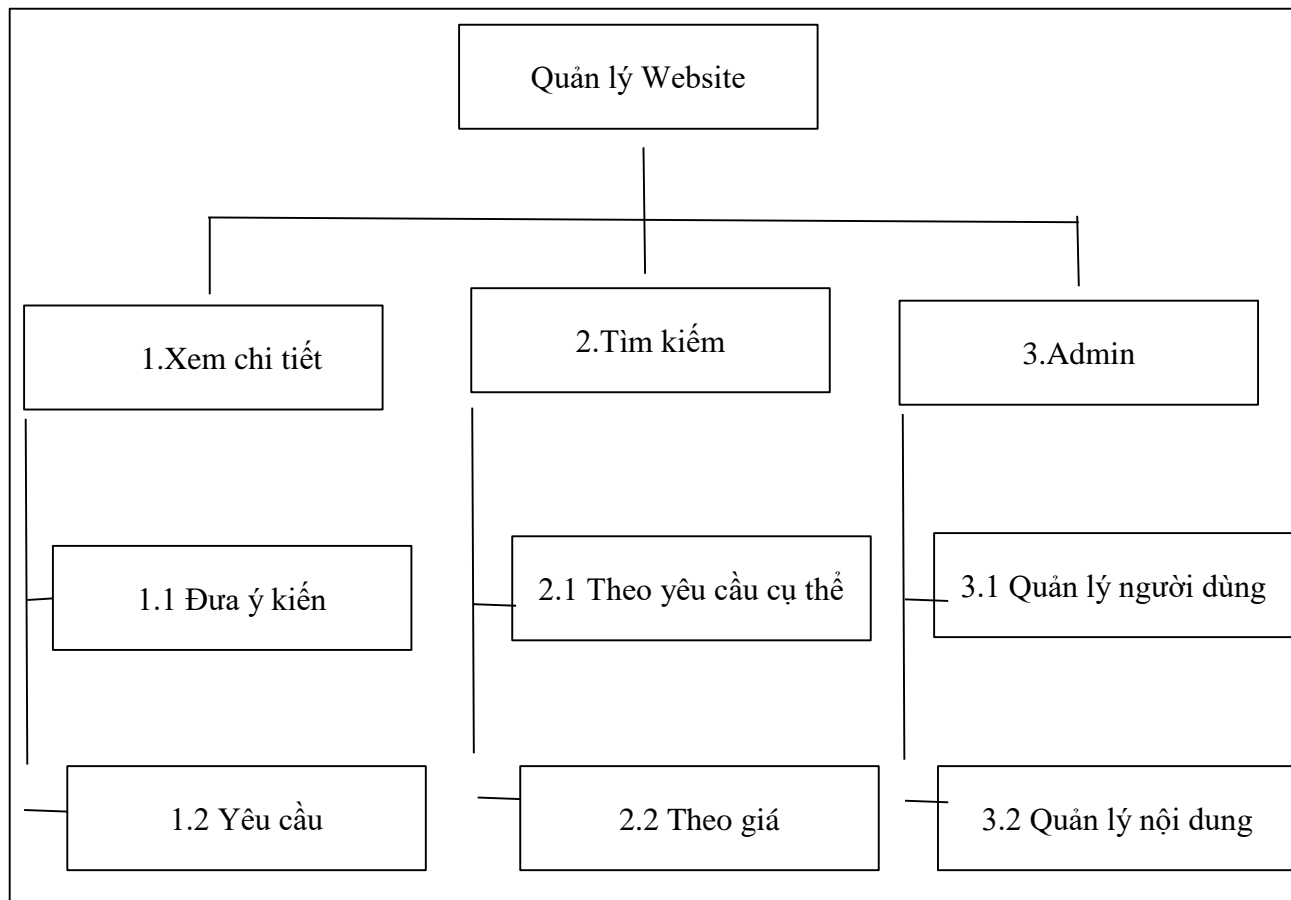 Quản lý Website
1.Xem chi tiết
2.Tìm kiếm
3.Admin
1.1 Đưa ý kiến
2.1 Theo yêu cầu cụ thể
3.1 Quản lý người dùng
1.2 Yêu cầu
2.2 Theo giá
3.2 Quản lý nội dung